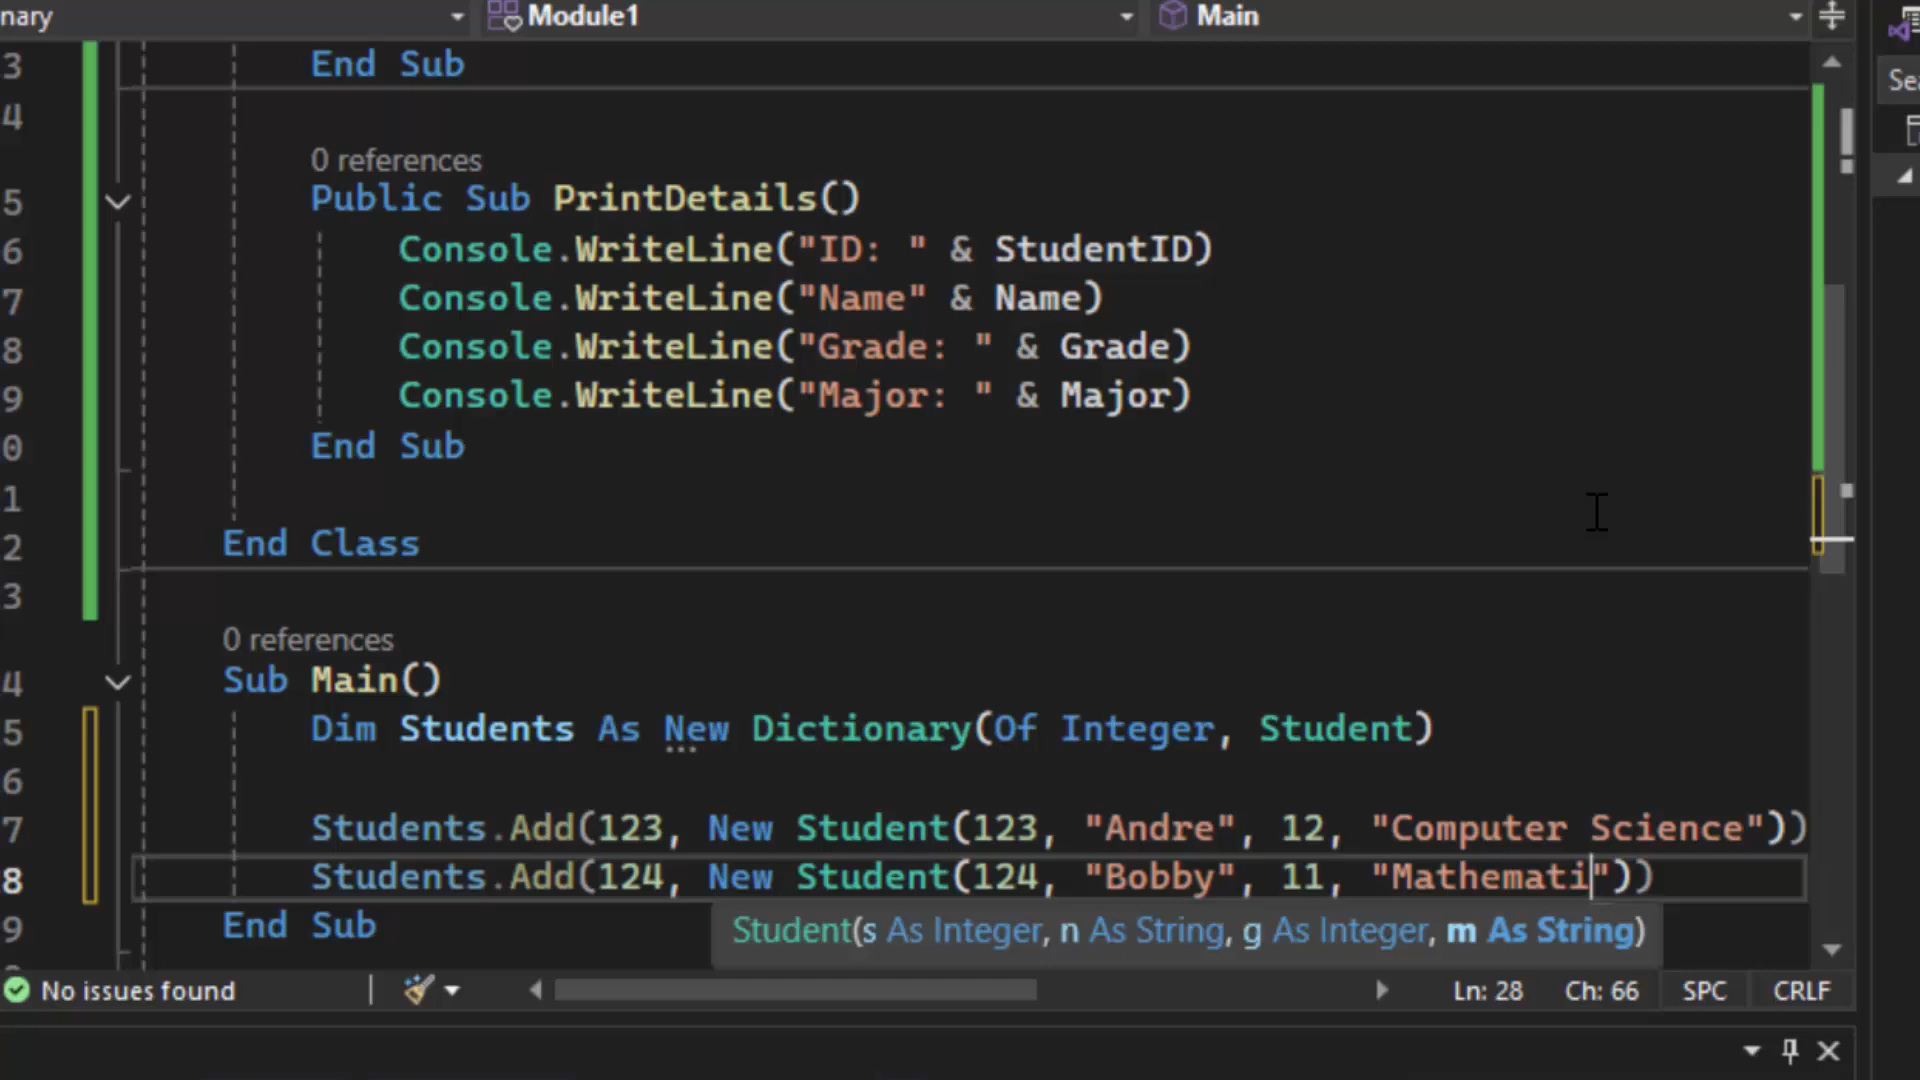 nary Module1 Main
3 End Sub
Sea
4
0 references
5 Public Sub PrintDetails()
6 Console.WriteLine("ID: " & StudentID)
7 Console.WriteLine("Name" & Name)
8 Console.WriteLine("Grade: " & Grade)
9 Console.WriteLine("Major: " & Major)
0 End Sub
1
2 End Class
3
0 references
4 Sub Main()
5 Dim Students As New Dictionary(Of Integer, Student)
6
7 Students.Add(123, New Student(123, "Andre", 12, "Computer Science"))
8 Students.Add(124, New Student(124, "Bobby", 11, "Mathemati"))
9 End Sub
Student(s As Integer, n As String, g As Integer, m As String)
No issues found Ln: 28 Ch: 66 SPC CRLF